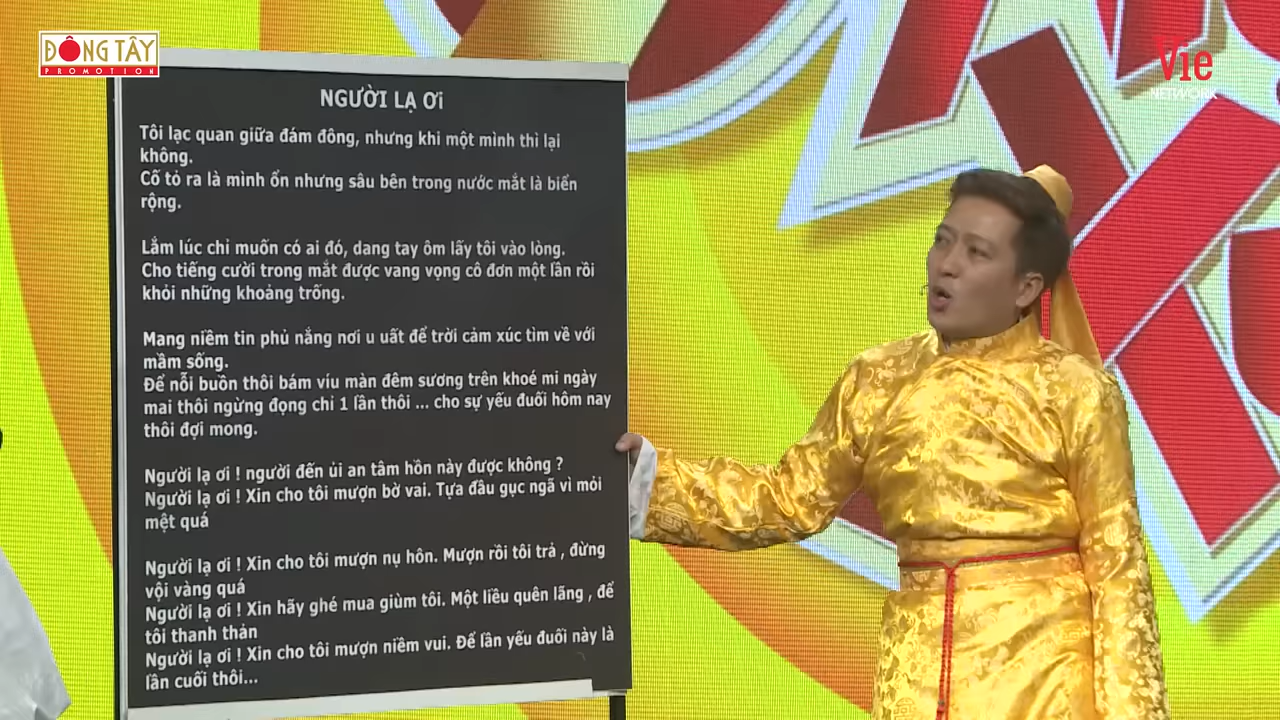 ĐÔNG TÂY
PROMOTION
Vie
NETWORK
NGƯỜI LẠ Ơi
Tôi lạc quan giữa đám đông, nhưng khi một mình thì lại
không.
Cố tỏ ra là mình ổn nhưng sâu bên trong nước mắt là biển
rộng.
Lắm lúc chỉ muốn có ai đó, dang tay ôm lấy tôi vào lòng.
Cho tiếng cười trong mắt được vang vọng cô đơn một lần rồi
khỏi những khoảng trống.
Mang niềm tin phủ nắng nơi u uất để trời cảm xúc tìm về với
mầm sống.
Để nỗi buồn thôi bám víu màn đêm sương trên khoé mi ngày
mai thôi ngừng đọng chỉ 1 lần thôi ... cho sự yếu đuối hôm nay
thôi đợi mong.
Người lạ ơi ! người đến ủi an tâm hồn này được không ?
Người lạ ơi ! Xin cho tôi mượn bờ vai. Tựa đầu gục ngã vì mỏi
mệt quá
Người lạ ơi ! Xin cho tôi mượn nụ hôn. Mượn rồi tôi trả , đừng
vội vàng quá
Người lạ ơi ! Xin hãy ghé mua giùm tôi. Một liều quên lãng , để
tôi thanh thản
Người lạ ơi ! Xin cho tôi mượn niềm vui. Để lần yếu đuối này là
lần cuối thôi...